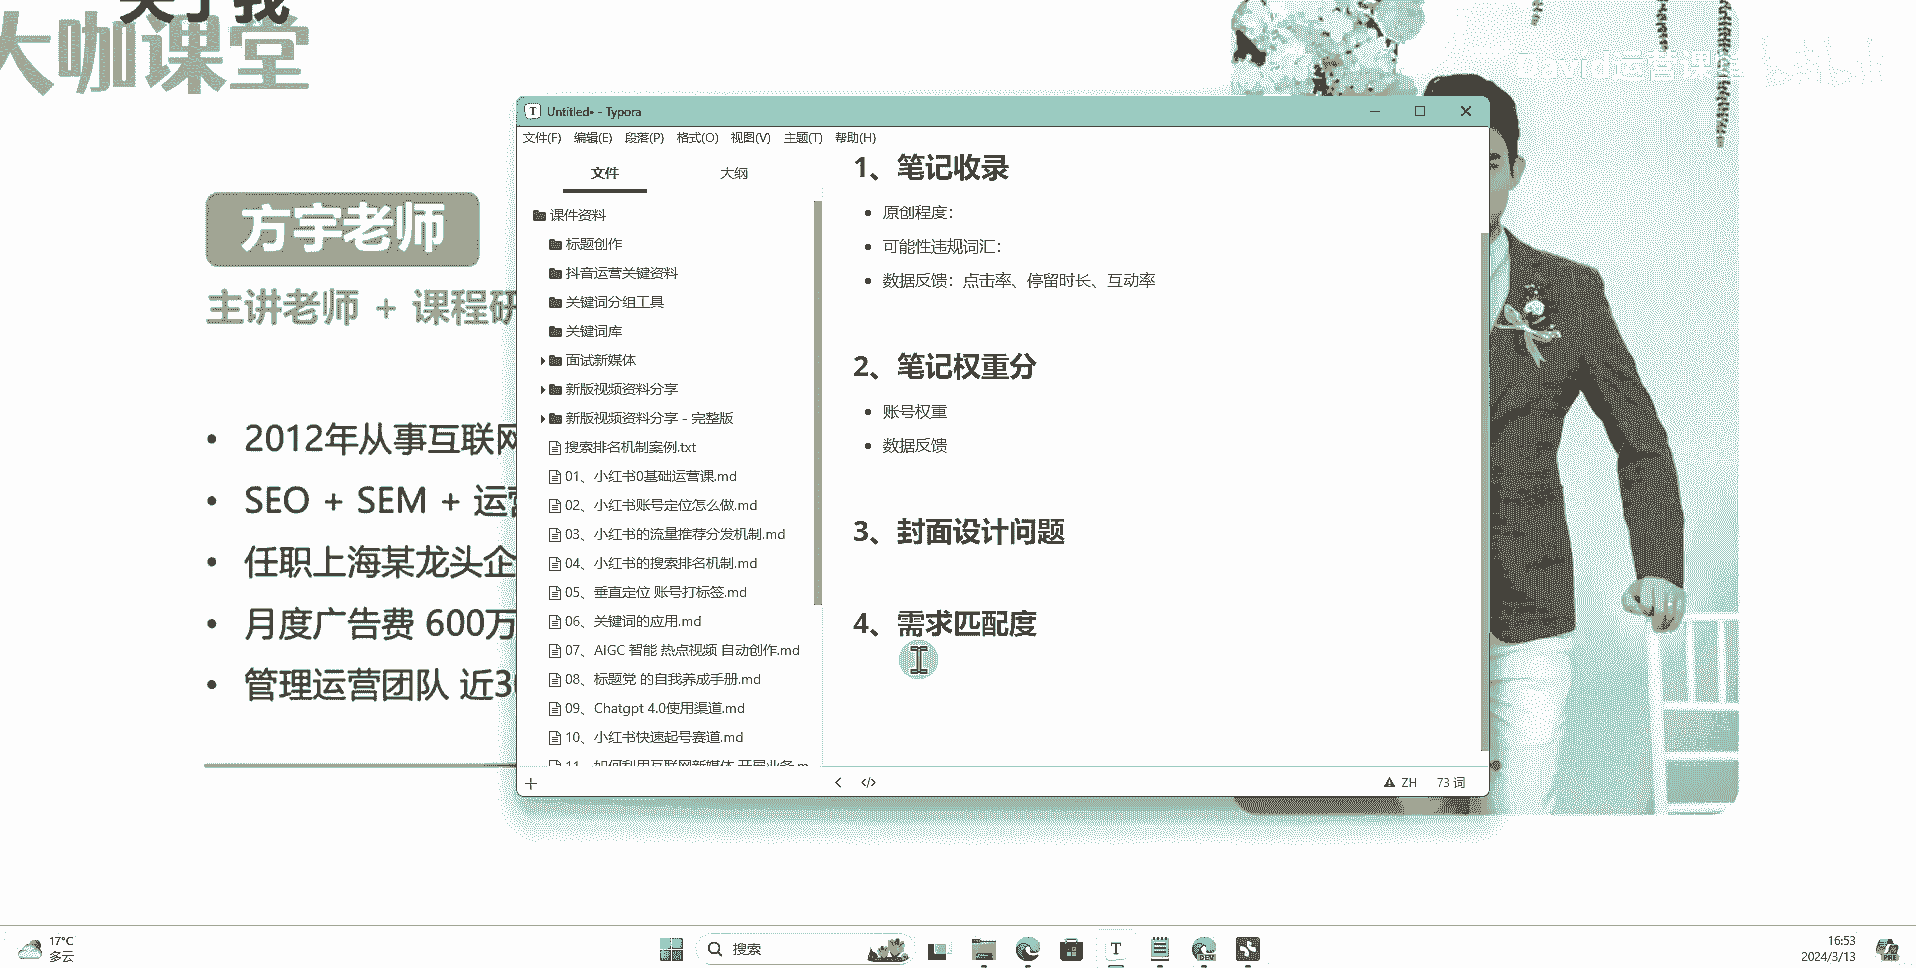 大咖课堂
David运营课堂
方宇老师
主讲老师 + 课程研
2012年从事互联网
SEO + SEM + 运营
任职上海某龙头企
月度广告费 600万
管理运营团队 近30
Untitled• - Typora
文件(F) 编辑(E) 段落(P) 格式(O) 视图(V) 主题(T) 帮助(H)
文件 大纲
课件资料
标题创作
抖音运营关键资料
关键词分组工具
关键词库
面试新媒体
新版视频资料分享
新版视频资料分享 - 完整版
搜索排名机制案例.txt
01、小红书0基础运营课.md
02、小红书账号定位怎么做.md
03、小红书的流量推荐分发机制.md
04、小红书的搜索排名机制.md
05、垂直定位 账号打标签.md
06、关键词的应用.md
07、AIGC 智能 热点视频 自动创作.md
08、标题党 的自我养成手册.md
09、Chatgpt 4.0使用渠道.md
10、小红书快速起号赛道.md
11、如何利用互联网新媒体 开展业务.m
1、笔记收录
原创程度：
可能性违规词汇：
数据反馈：点击率、停留时长、互动率
2、笔记权重分
账号权重
数据反馈
3、封面设计问题
4、需求匹配度
ZH 73 词
17°C
多云
搜索
16:53
2024/3/13